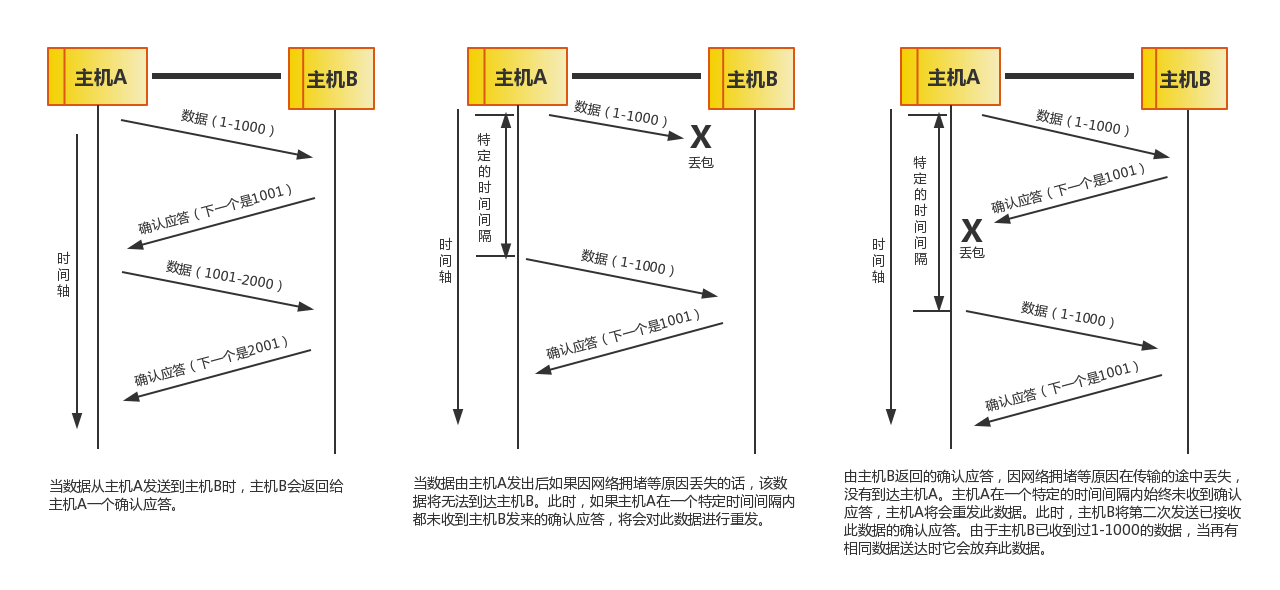 主机A
主机B
数据（1-1000）
确认应答（下一个是1001）
数据（1001-2000）
确认应答（下一个是2001）
时间轴
当数据从主机A发送到主机B时，主机B会返回给
主机A一个确认应答。
主机A
主机B
数据（1-1000）
X
丢包
特定的时间间隔
数据（1-1000）
确认应答（下一个是1001）
时间轴
当数据由主机A发出后如果因网络拥堵等原因丢失的话，该数
据将无法到达主机B。此时，如果主机A在一个特定时间间隔内
都未收到主机B发来的确认应答，将会对此数据进行重发。
主机A
主机B
数据（1-1000）
确认应答（下一个是1001）
X
丢包
特定的时间间隔
数据（1-1000）
确认应答（下一个是1001）
时间轴
由主机B返回的确认应答，因网络拥堵等原因在传输的途中丢失，
没有到达主机A。主机A在一个特定的时间间隔内始终未收到确认
应答，主机A将会重发此数据。此时，主机B将第二次发送已接收
此数据的确认应答。由于主机B已收到过1-1000的数据，当再有
相同数据送达时它会放弃此数据。